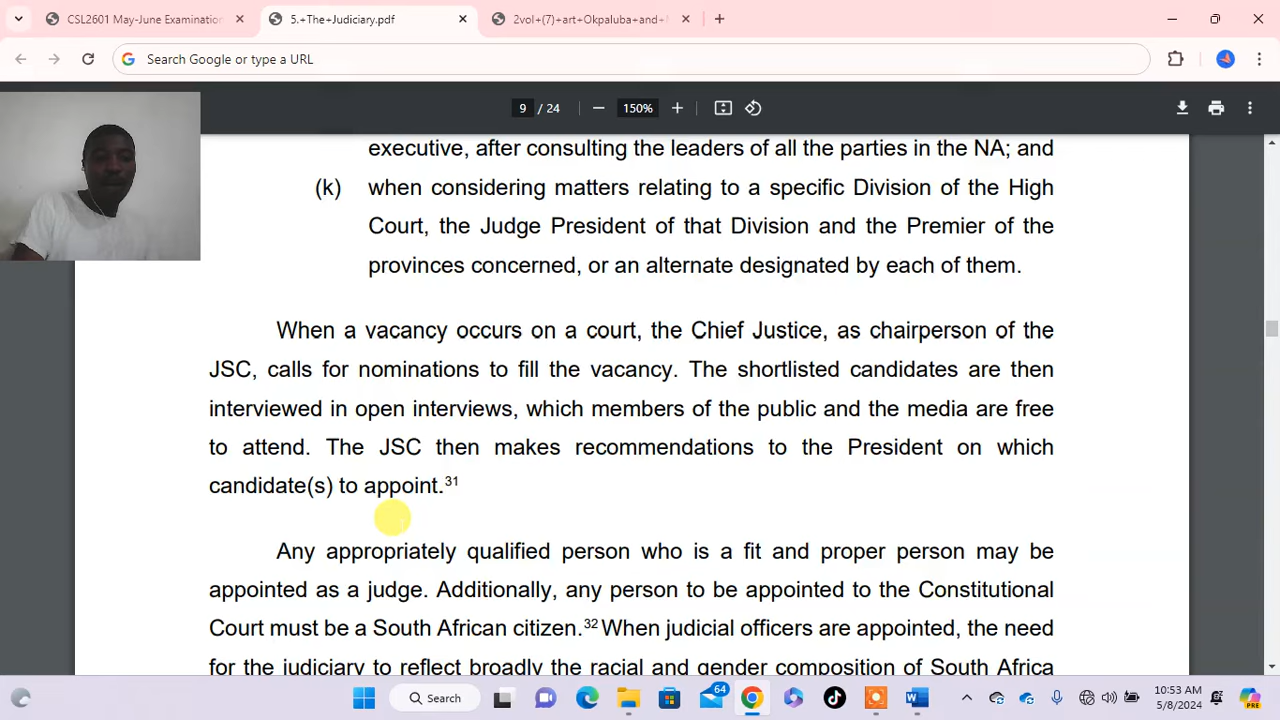 CSL2601 May-June Examination
5.+The+Judiciary.pdf
2vol+(7)+art+Okpaluba+and+
Search Google or type a URL
9 / 24
150%
executive, after consulting the leaders of all the parties in the NA; and
(k) when considering matters relating to a specific Division of the High
Court, the Judge President of that Division and the Premier of the
provinces concerned, or an alternate designated by each of them.
When a vacancy occurs on a court, the Chief Justice, as chairperson of the
JSC, calls for nominations to fill the vacancy. The shortlisted candidates are then
interviewed in open interviews, which members of the public and the media are free
to attend. The JSC then makes recommendations to the President on which
candidate(s) to appoint.31
Any appropriately qualified person who is a fit and proper person may be
appointed as a judge. Additionally, any person to be appointed to the Constitutional
Court must be a South African citizen.32 When judicial officers are appointed, the need
for the judiciary to reflect broadly the racial and gender composition of South Africa
Search
64
10:53 AM
5/8/2024
PRE